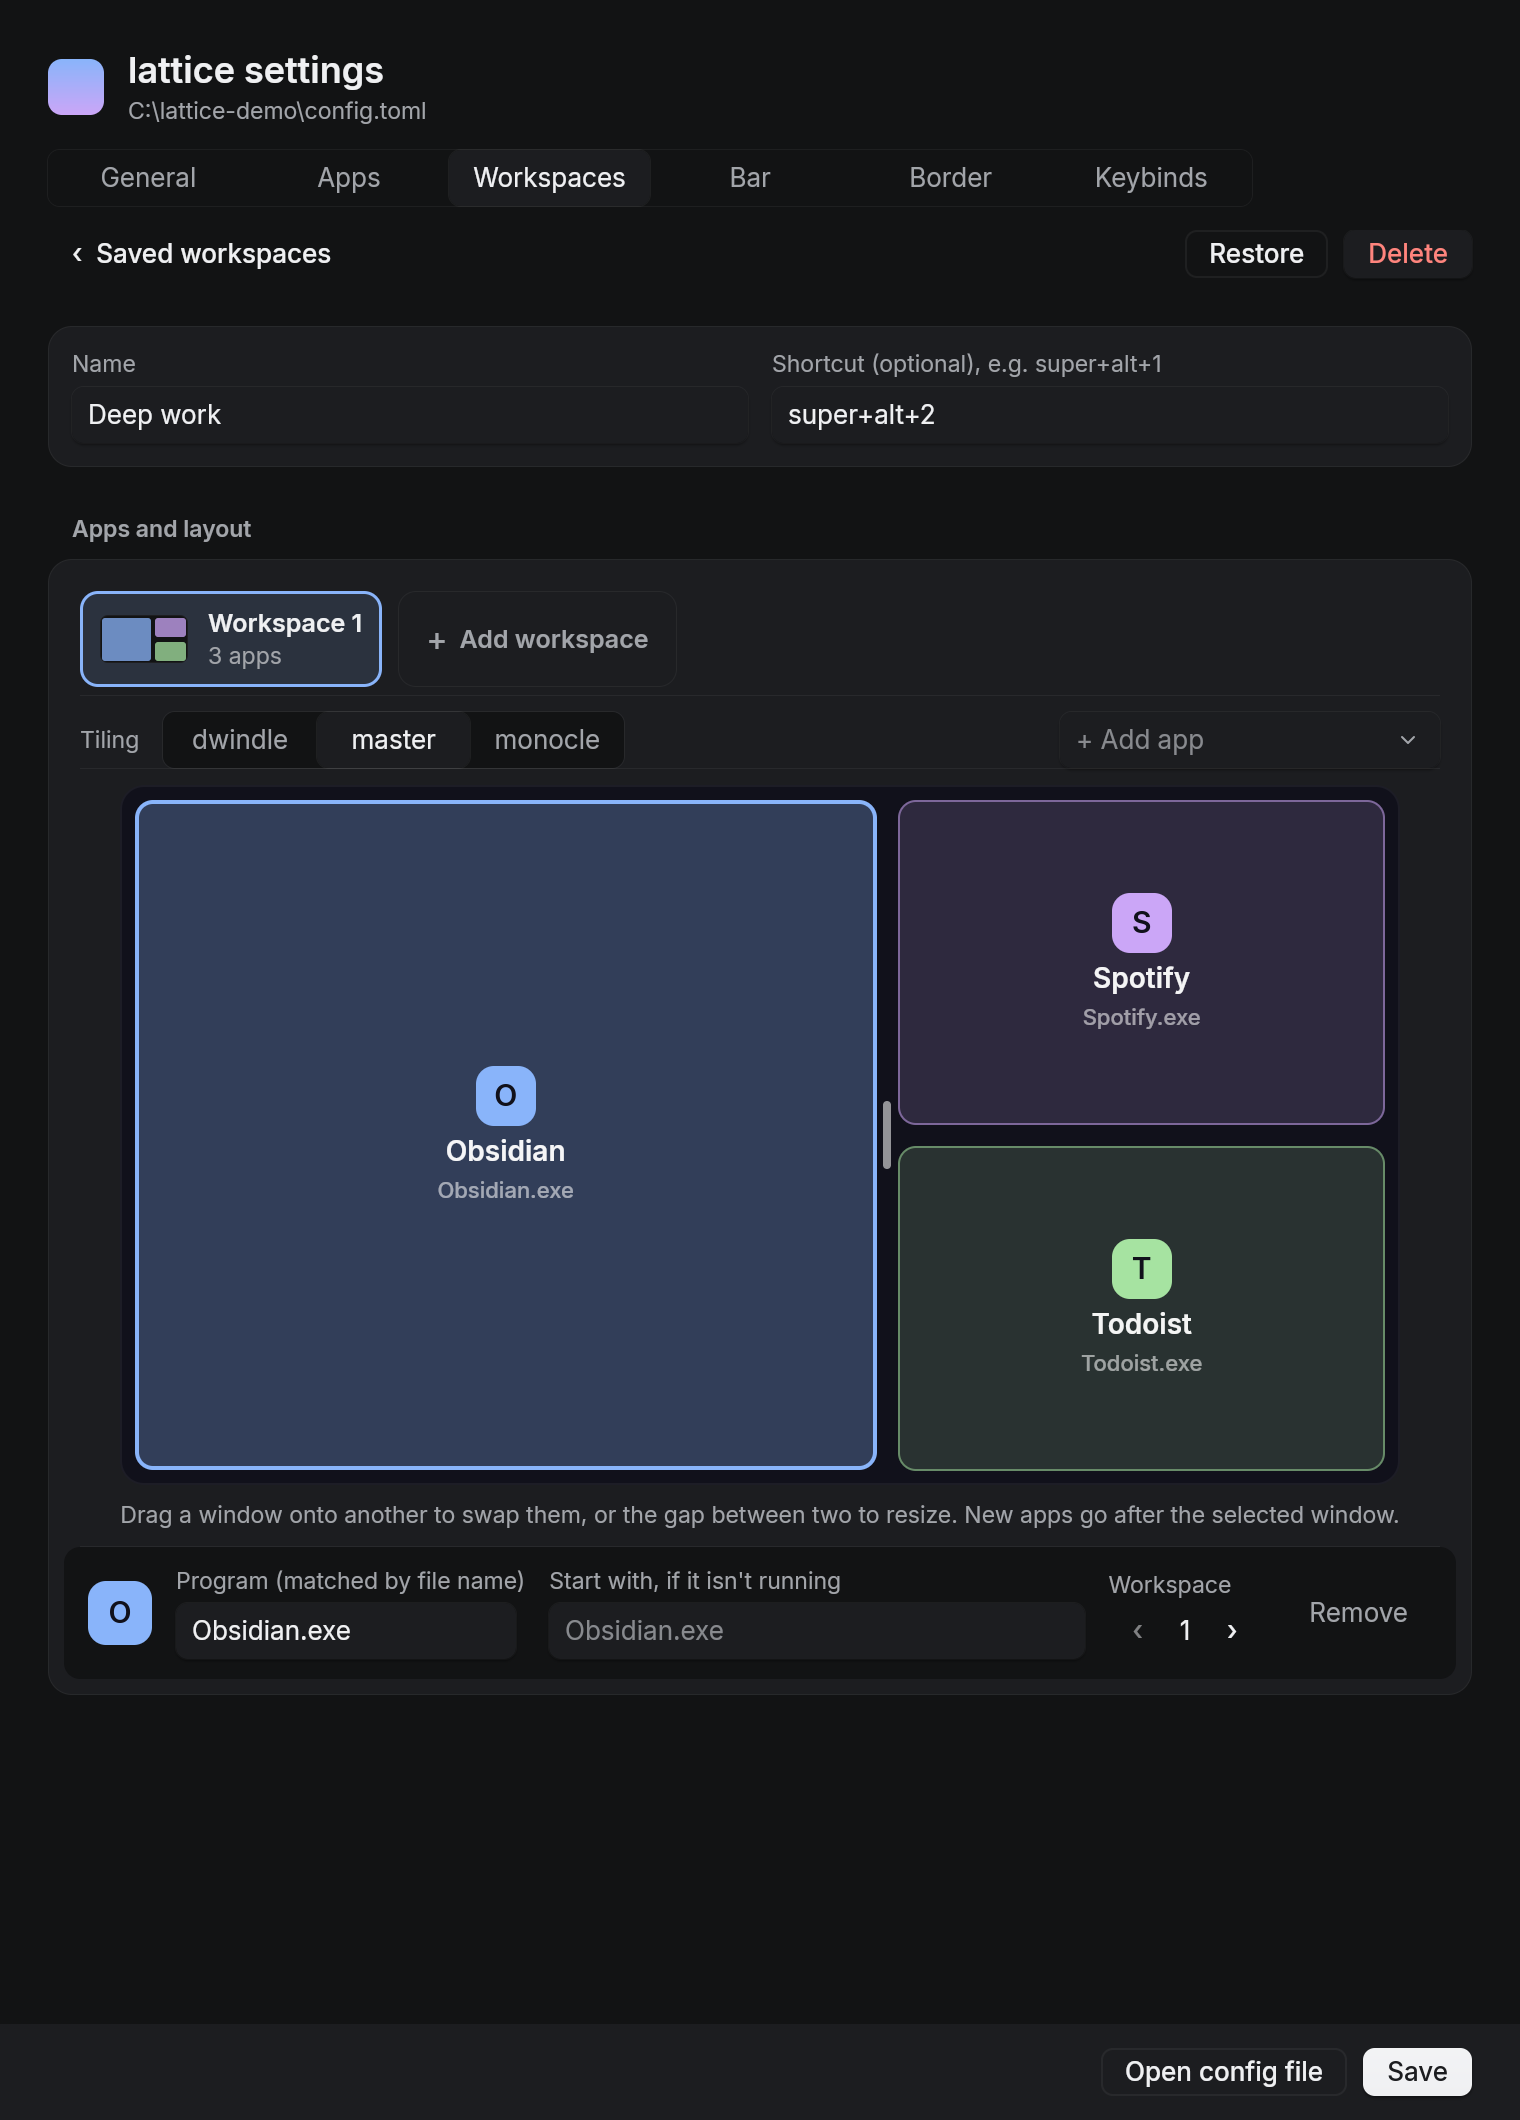 lattice settings
C:\lattice-demo\config.toml
General Apps Workspaces Bar Border Keybinds
‹ Saved workspaces Restore Delete
Name Shortcut (optional), e.g. super+alt+1
Deep work super+alt+2
Apps and layout
Workspace 1
3 apps
+ Add workspace
Tiling dwindle master monocle + Add app
O
Obsidian
Obsidian.exe
S
Spotify
Spotify.exe
T
Todoist
Todoist.exe
Drag a window onto another to swap them, or the gap between two to resize. New apps go after the selected window.
O
Program (matched by file name) Start with, if it isn't running Workspace
Obsidian.exe Obsidian.exe ‹ 1 › Remove
Open config file Save